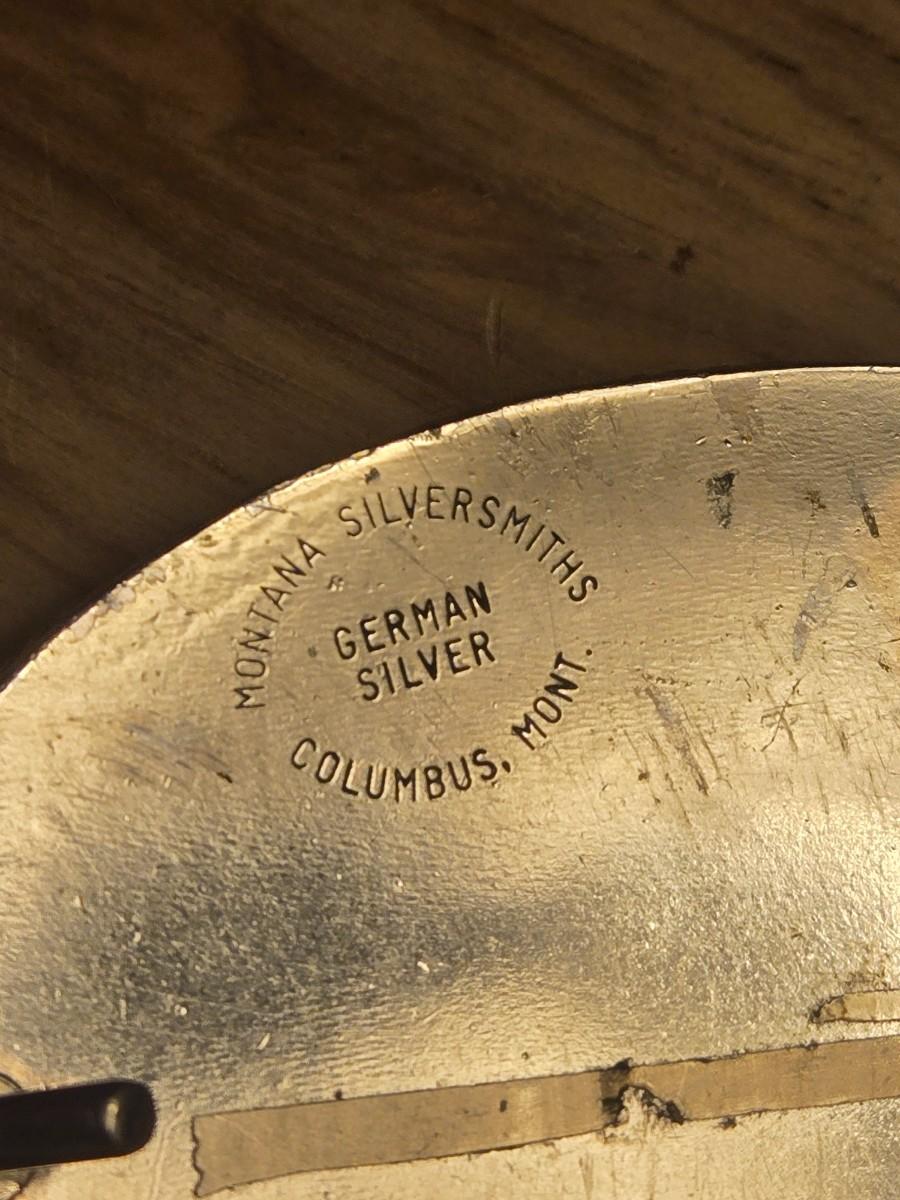 MONTANA SILVERSMITHS
GERMAN
SILVER
COLUMBUS, MONT.